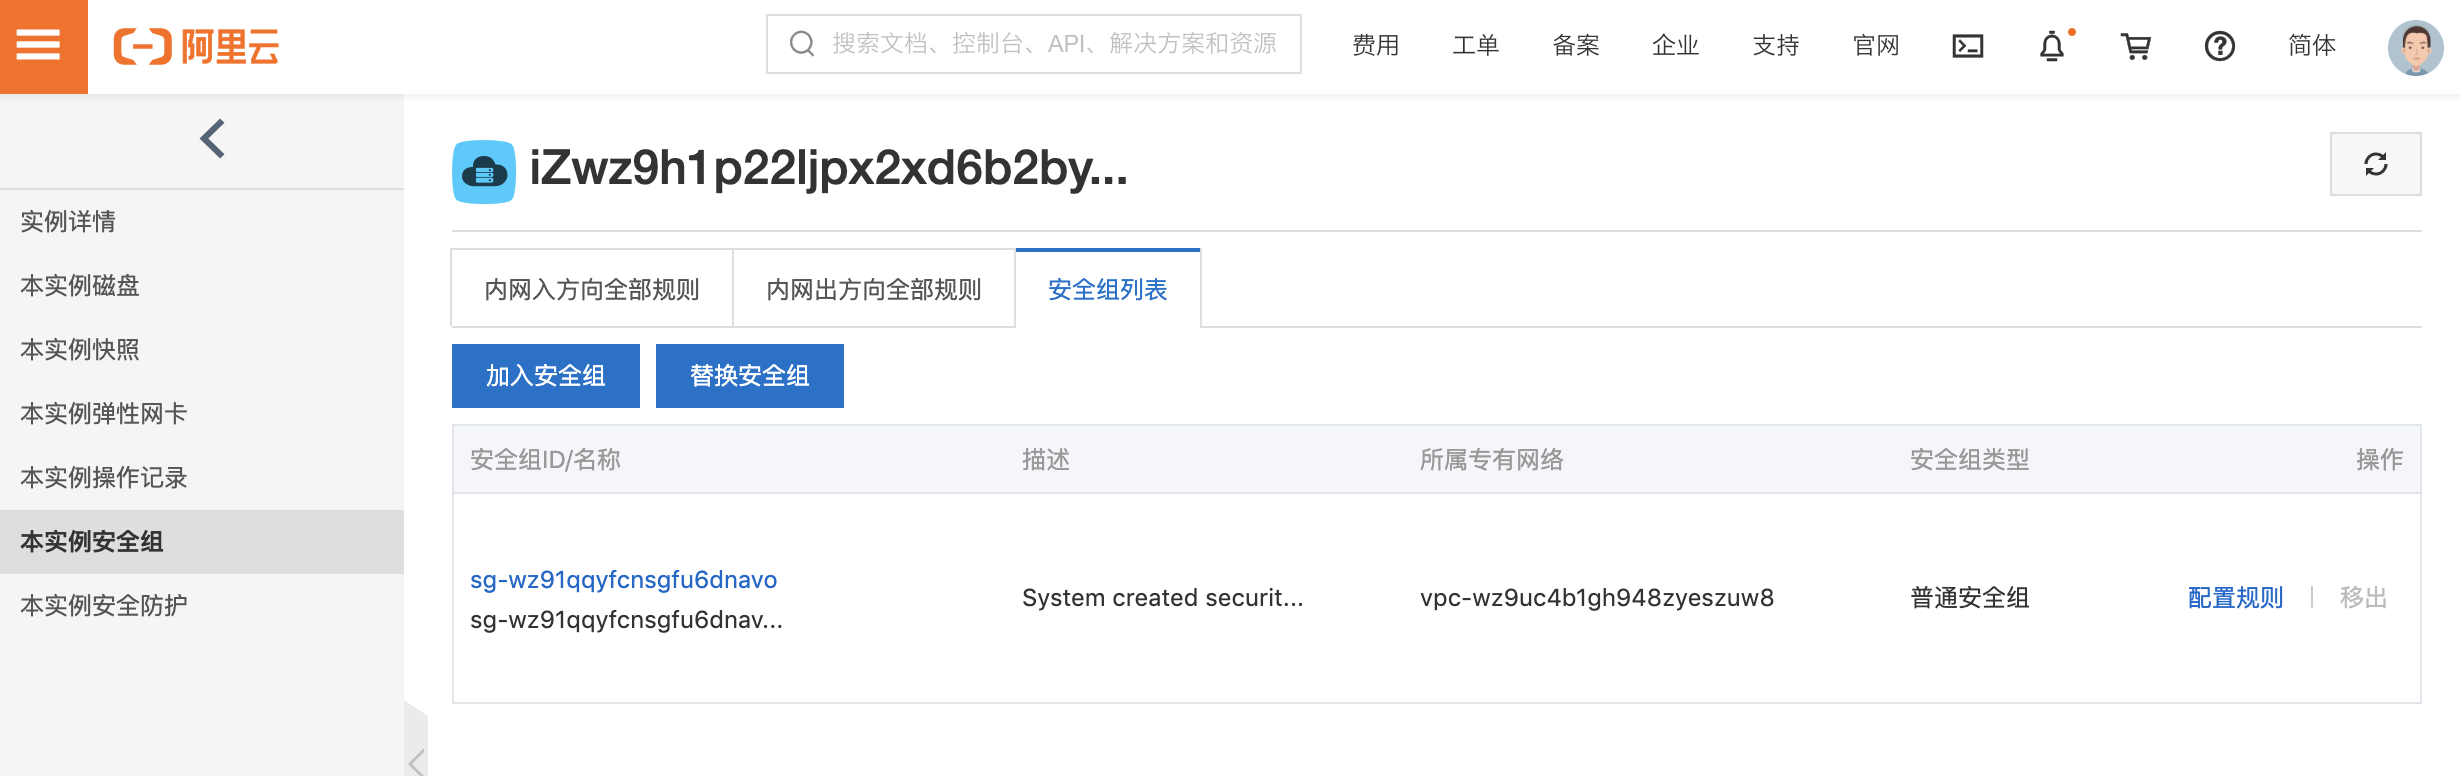 阿里云
搜索文档、控制台、API、解决方案和资源
费用 工单 备案 企业 支持 官网 简体
iZwz9h1p22ljpx2xd6b2by...
实例详情
本实例磁盘
本实例快照
本实例弹性网卡
本实例操作记录
本实例安全组
本实例安全防护
内网入方向全部规则 内网出方向全部规则 安全组列表
加入安全组 替换安全组
安全组ID/名称 描述 所属专有网络 安全组类型 操作
sg-wz91qqyfcnsgfu6dnavo
sg-wz91qqyfcnsgfu6dnav...
System created securit... vpc-wz9uc4b1gh948zyeszuw8 普通安全组 配置规则 | 移出